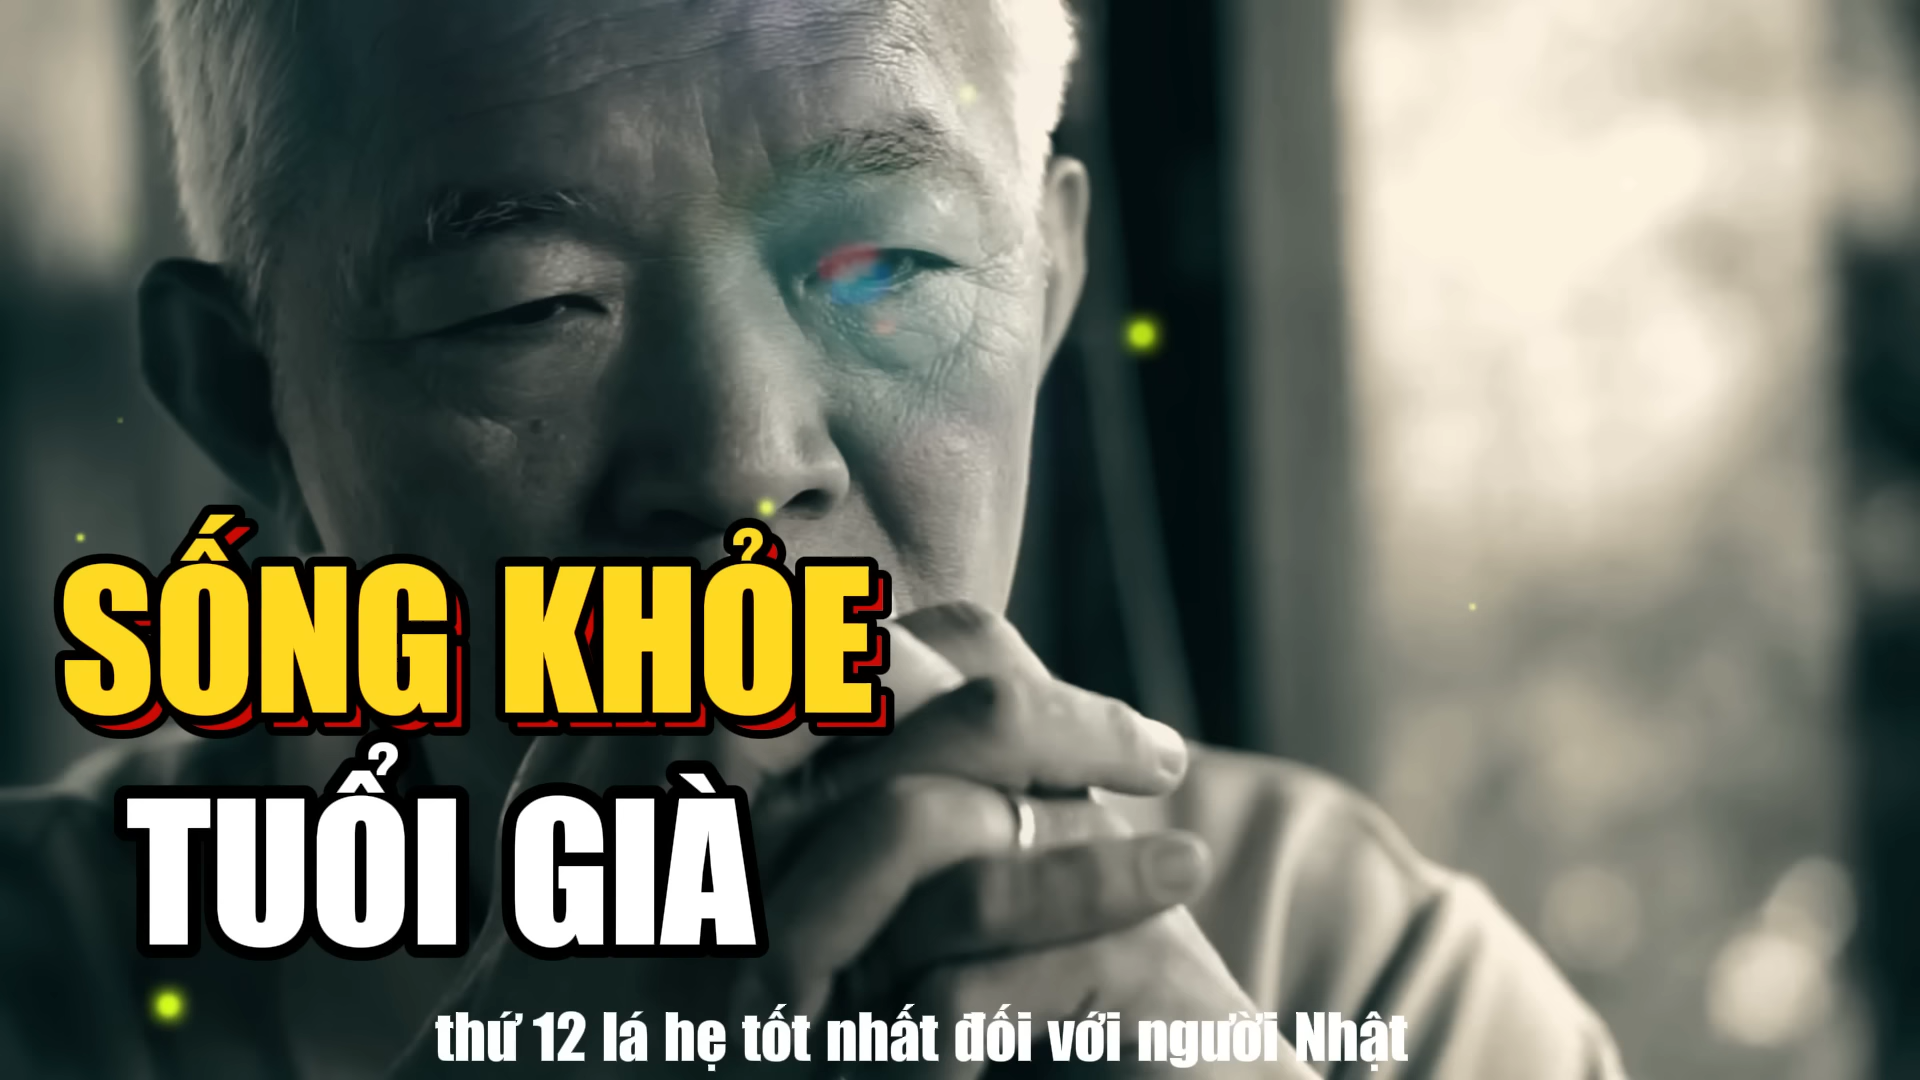 SỐNG KHỎE
TUỔI GIÀ
thứ 12 lá hẹ tốt nhất đối với người Nhật